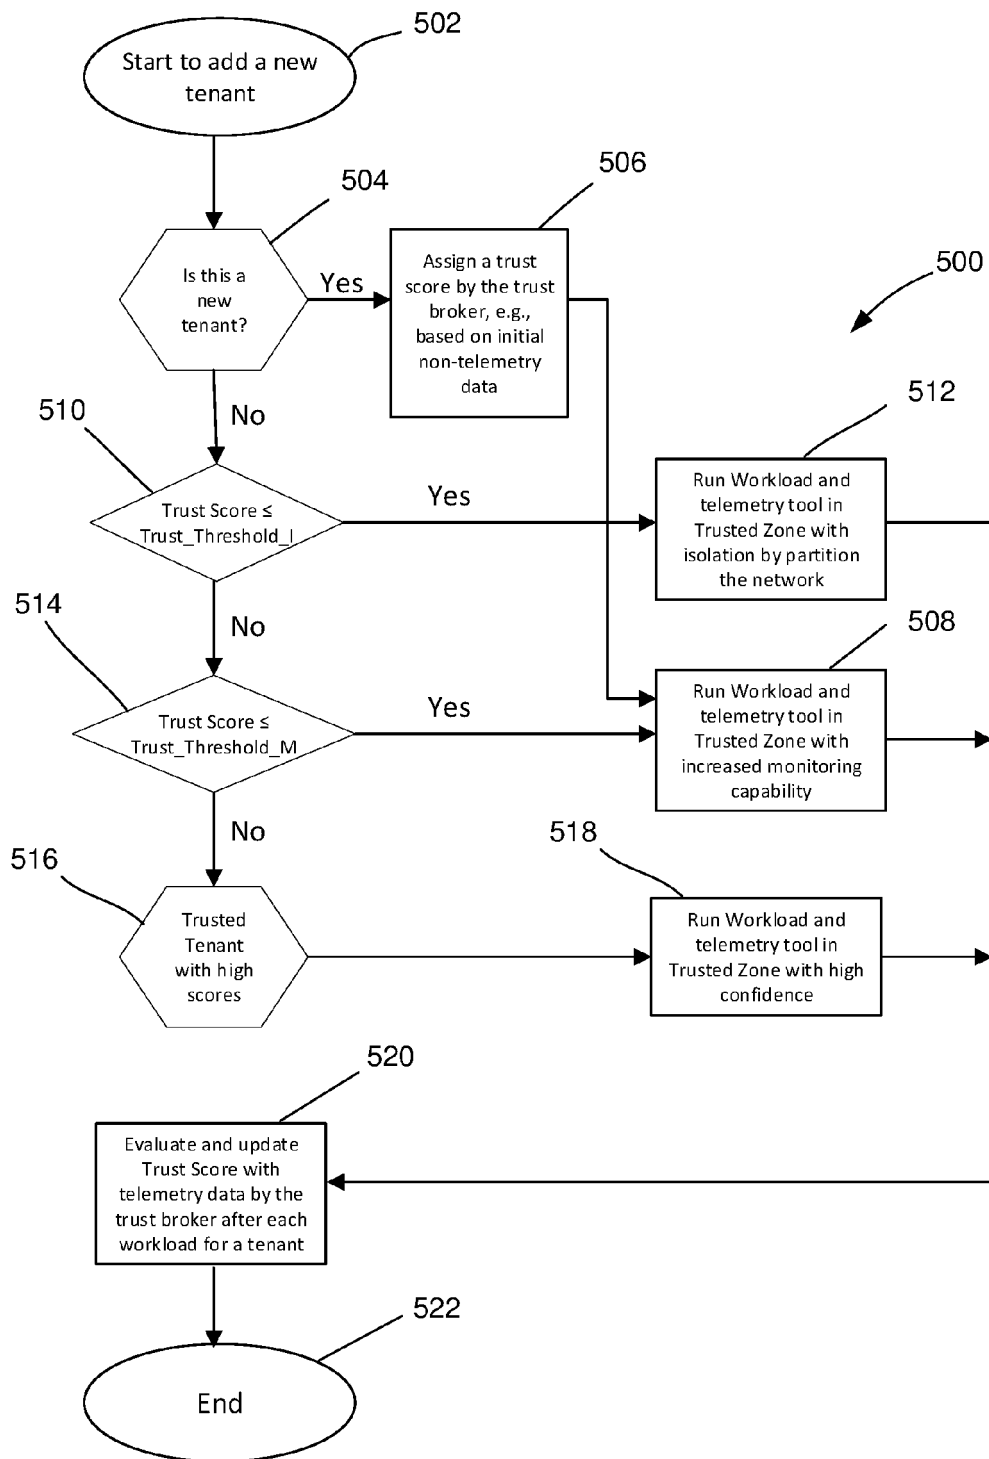 502
Start to add a new
tenant
504
506
Is this a
new
tenant?
Yes
Assign a trust
score by the trust
broker, e.g.,
based on initial
non-telemetry
data
500
No
510
512
Trust Score ≤
Trust_Threshold_I
Yes
Run Workload and
telemetry tool in
Trusted Zone with
isolation by partition
the network
No
514
508
Trust Score ≤
Trust_Threshold_M
Yes
Run Workload and
telemetry tool in
Trusted Zone with
increased monitoring
capability
No
516
518
Trusted
Tenant
with high
scores
Run Workload and
telemetry tool in
Trusted Zone with high
confidence
520
Evaluate and update
Trust Score with
telemetry data by the
trust broker after each
workload for a tenant
522
End